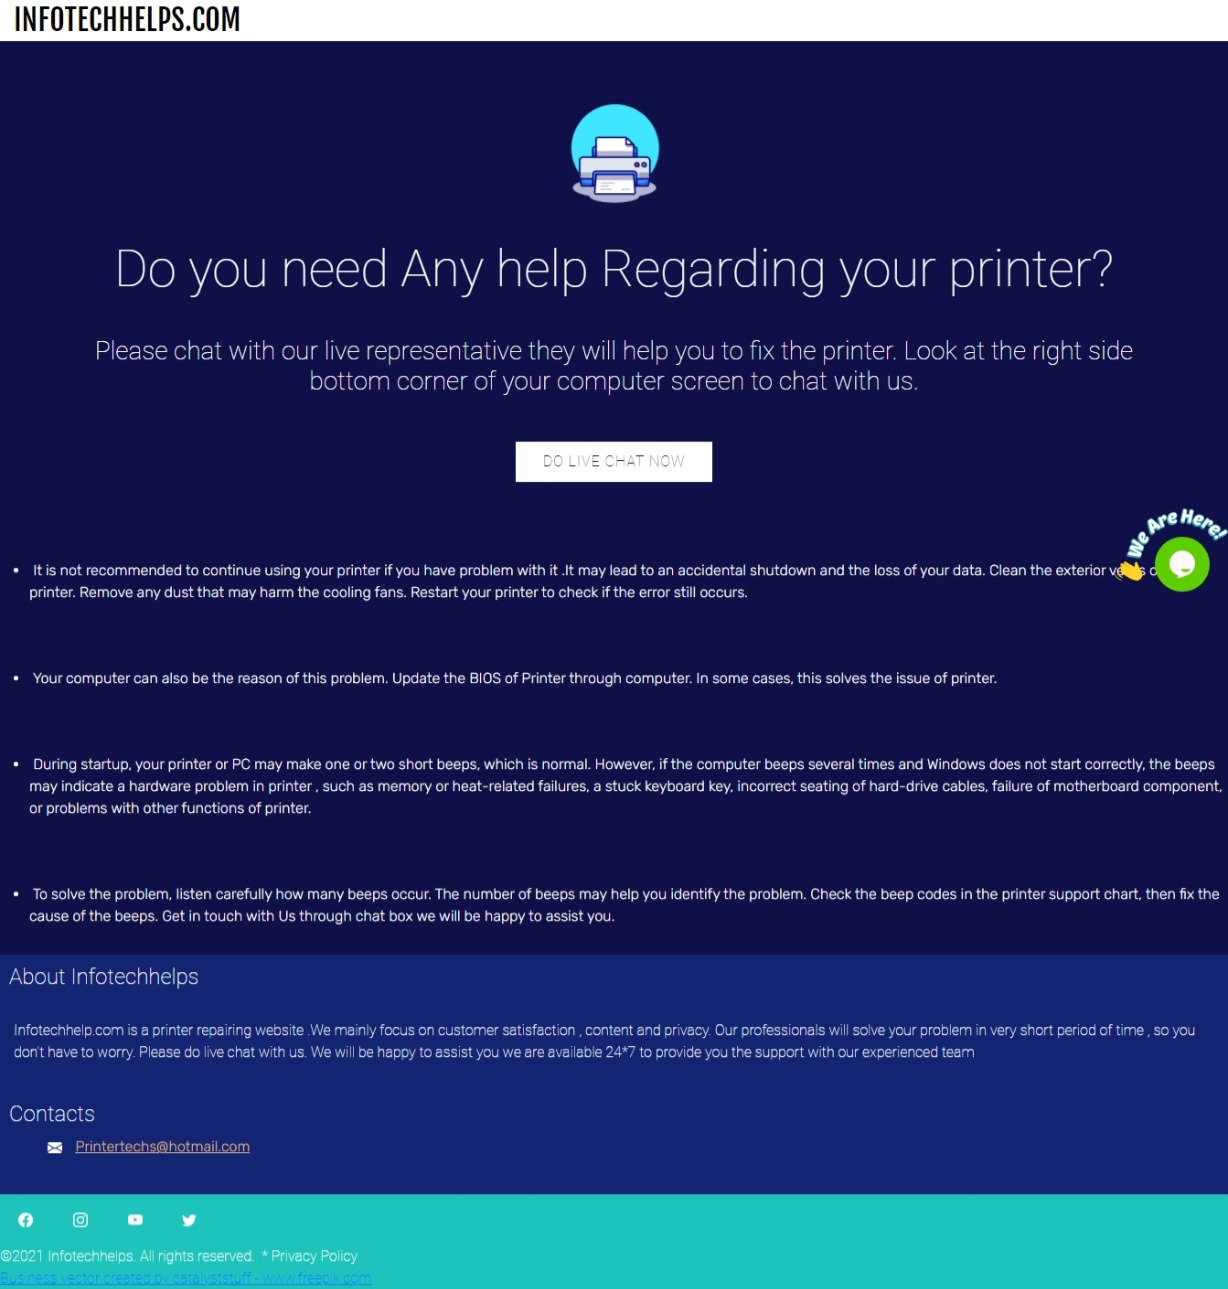 INFOTECHHELPS.COM
Do you need Any help Regarding your printer?
Please chat with our live representative they will help you to fix the printer. Look at the right side
bottom corner of your computer screen to chat with us.
DO LIVE CHAT NOW
We Are Here!
• It is not recommended to continue using your printer if you have problem with it .It may lead to an accidental shutdown and the loss of your data. Clean the exterior
printer. Remove any dust that may harm the cooling fans. Restart your printer to check if the error still occurs.
• Your computer can also be the reason of this problem. Update the BIOS of Printer through computer. In some cases, this solves the issue of printer.
• During startup, your printer or PC may make one or two short beeps, which is normal. However, if the computer beeps several times and Windows does not start correctly, the beeps
may indicate a hardware problem in printer , such as memory or heat-related failures, a stuck keyboard key, incorrect seating of hard-drive cables, failure of motherboard component,
or problems with other functions of printer.
• To solve the problem, listen carefully how many beeps occur. The number of beeps may help you identify the problem. Check the beep codes in the printer support chart, then fix the
cause of the beeps. Get in touch with Us through chat box we will be happy to assist you.
About Infotechhelps
Infotechhelp.com is a printer repairing website .We mainly focus on customer satisfaction , content and privacy. Our professionals will solve your problem in very short period of time , so you
don't have to worry. Please do live chat with us. We will be happy to assist you we are available 24*7 to provide you the support with our experienced team
Contacts
Printertechs@hotmail.com
©2021 Infotechhelps. All rights reserved. * Privacy Policy
Business vector created by catalyststuff - www.freepik.com